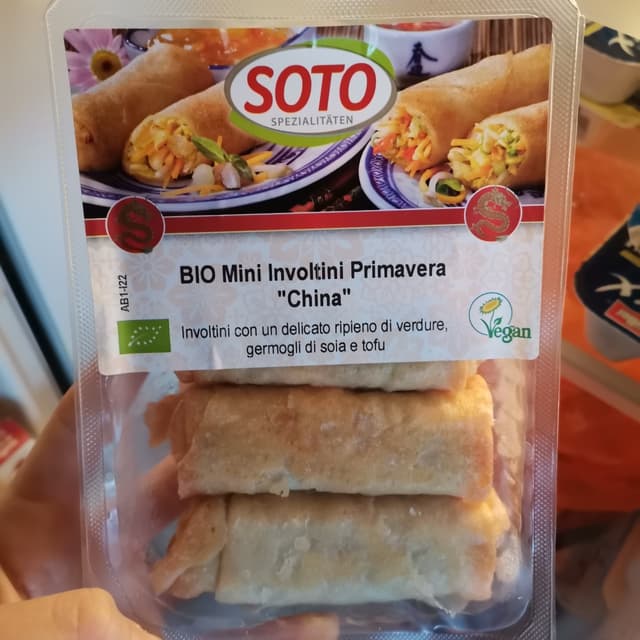 SOTO
SPEZIALITÄTEN
BIO Mini Involtini Primavera
"China"
AB1-I22
Involtini con un delicato ripieno di verdure,
germogli di soia e tofu
Vegan